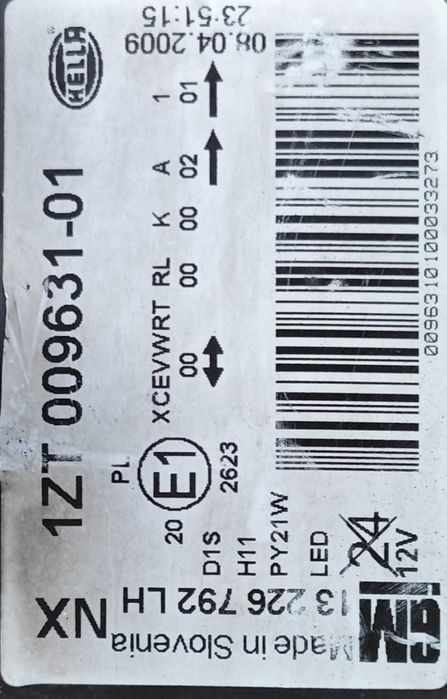 HELLA
1ZT 009631-01
PL
XCEVWRT RL K A 1
00 00 00 02 01
20 E1
2623
D1S
H11
PY21W
LED
24
12V
00963101000033273
08.04.2009
23:51:15
NX
13 226 792 LH
Made in Slovenia
GM